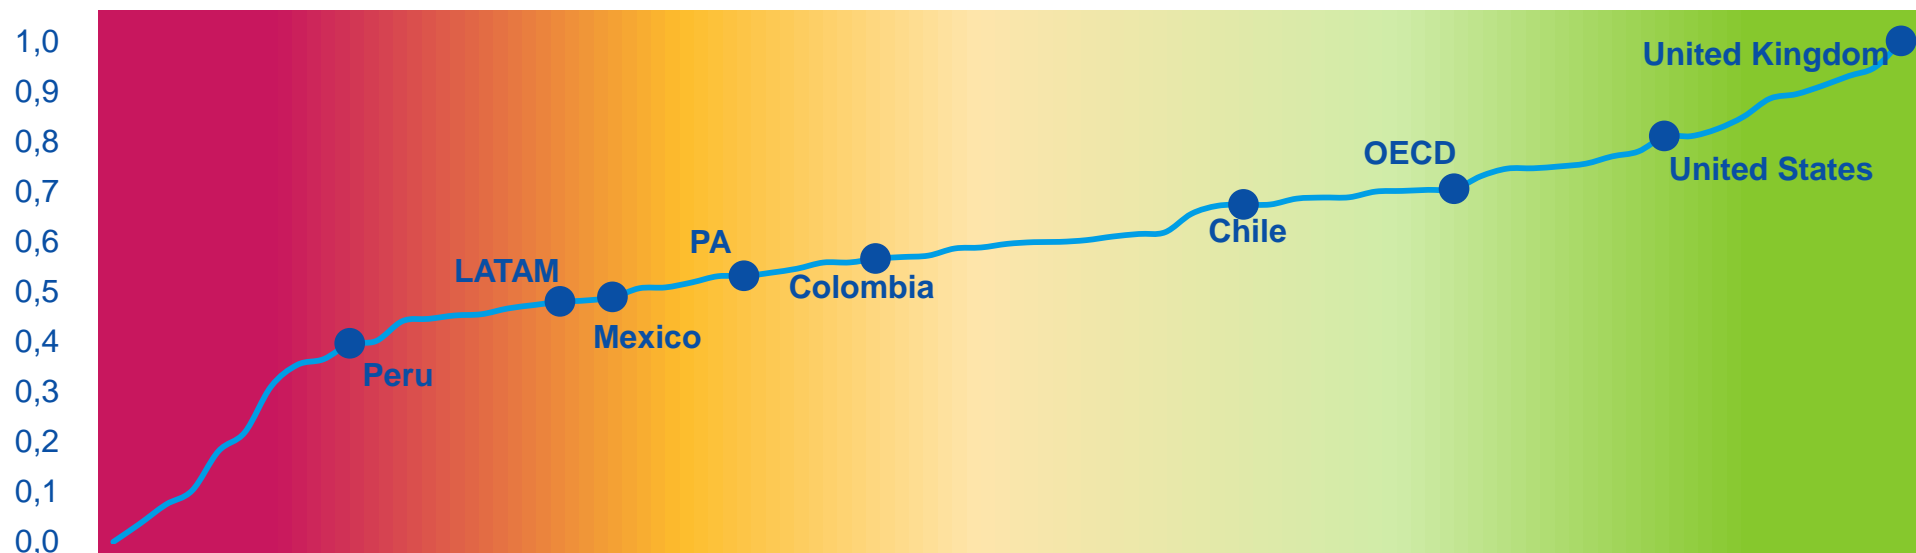 1,0
0,9
0,8
0,7
0,6
0,5
0,4
0,3
0,2
0,1
0,0
Peru
LATAM
Mexico
PA
Colombia
Chile
OECD
United States
United Kingdom